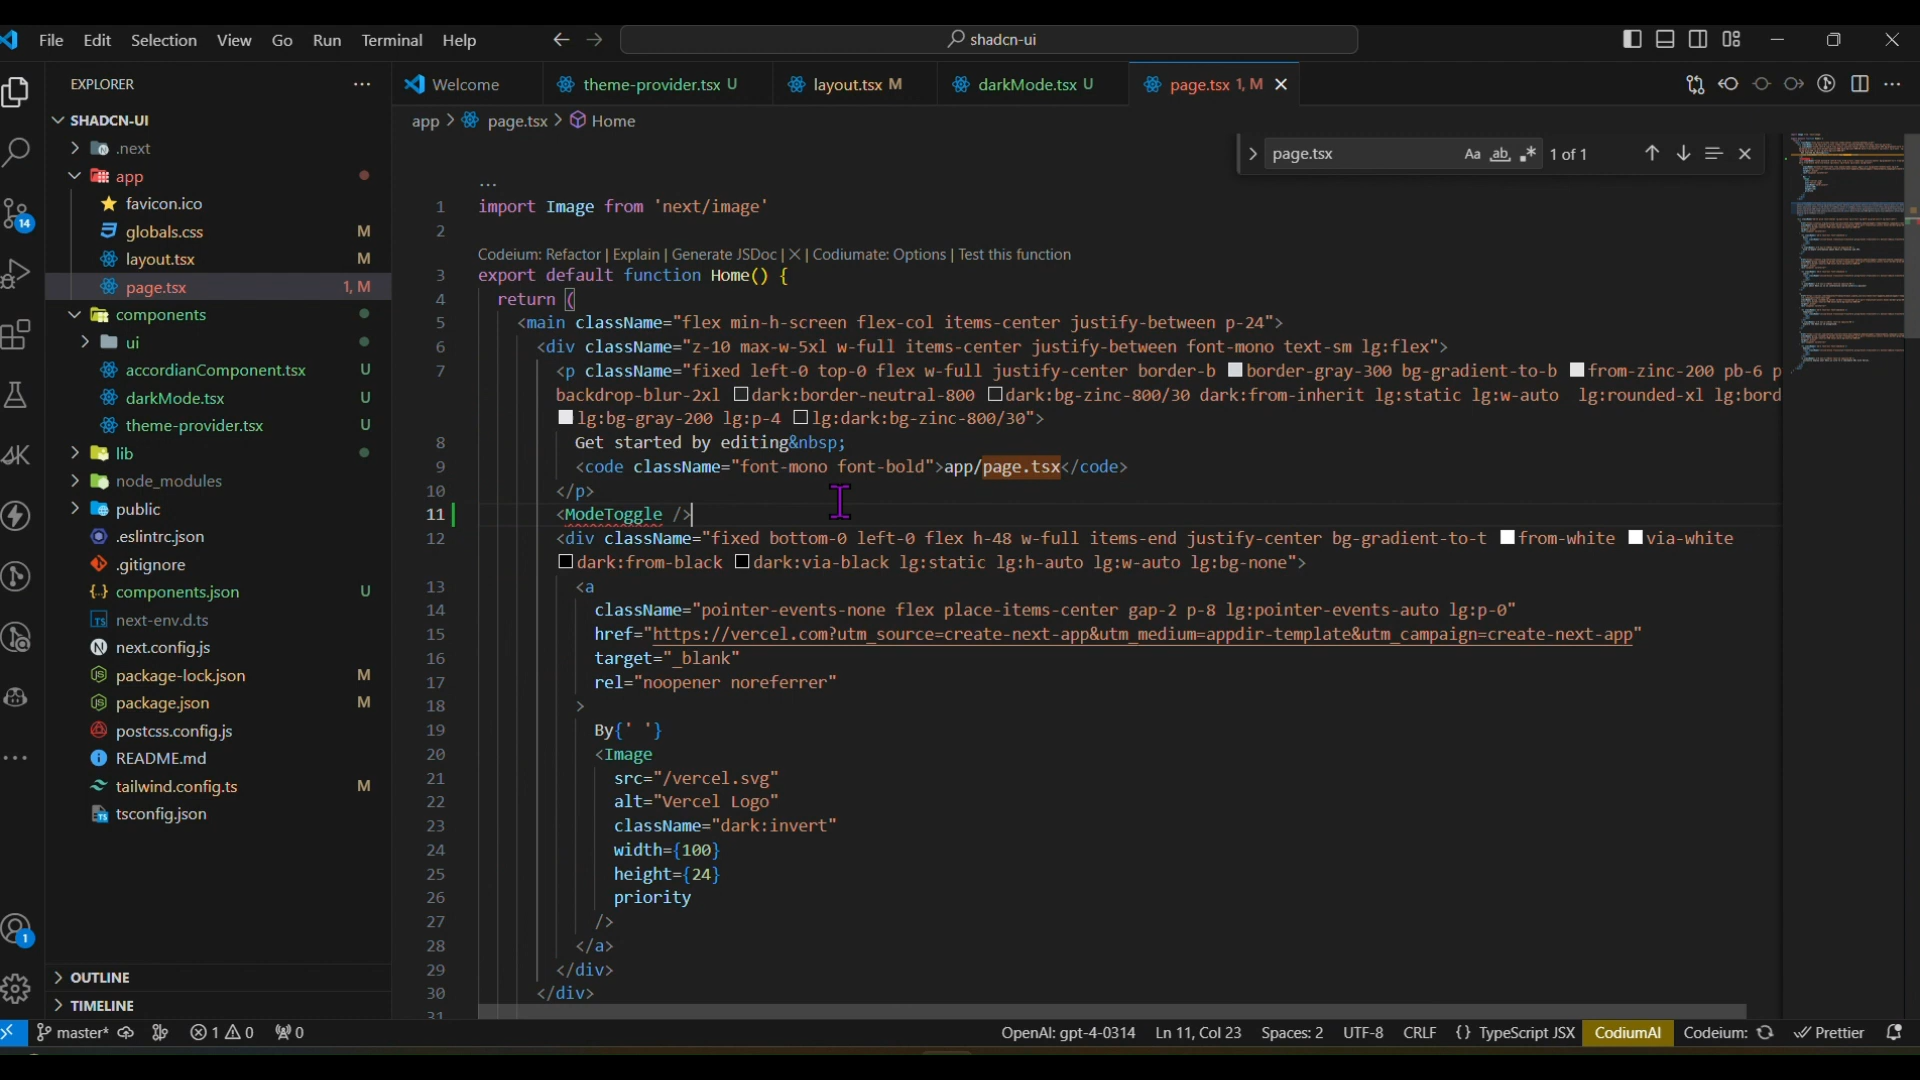 File Edit Selection View Go Run Terminal Help
shadcn-ui
EXPLORER
SHADCN-UI
.next
app
favicon.ico
globals.css M
layout.tsx M
page.tsx 1, M
components
ui
accordianComponent.tsx U
darkMode.tsx U
theme-provider.tsx U
lib
node_modules
public
.eslintrc.json
.gitignore
components.json U
next-env.d.ts
next.config.js
package-lock.json M
package.json M
postcss.config.js
README.md
tailwind.config.ts M
tsconfig.json
OUTLINE
TIMELINE
14
1
Welcome theme-provider.tsx U layout.tsx M darkMode.tsx U page.tsx 1, M
app > page.tsx > Home
page.tsx Aa ab 1 of 1
...
1 import Image from 'next/image'
2
Codeium: Refactor | Explain | Generate JSDoc | X | Codiumate: Options | Test this function
3 export default function Home() {
4 return (
5 <main className="flex min-h-screen flex-col items-center justify-between p-24">
6 <div className="z-10 max-w-5xl w-full items-center justify-between font-mono text-sm lg:flex">
7 <p className="fixed left-0 top-0 flex w-full justify-center border-b border-gray-300 bg-gradient-to-b from-zinc-200 pb-6 p
backdrop-blur-2xl dark:border-neutral-800 dark:bg-zinc-800/30 dark:from-inherit lg:static lg:w-auto lg:rounded-xl lg:bord
lg:bg-gray-200 lg:p-4 lg:dark:bg-zinc-800/30">
8 Get started by editing&nbsp;
9 <code className="font-mono font-bold">app/page.tsx</code>
10 </p>
11 <ModeToggle />
12 <div className="fixed bottom-0 left-0 flex h-48 w-full items-end justify-center bg-gradient-to-t from-white via-white
dark:from-black dark:via-black lg:static lg:h-auto lg:w-auto lg:bg-none">
13 <a
14 className="pointer-events-none flex place-items-center gap-2 p-8 lg:pointer-events-auto lg:p-0"
15 href="https://vercel.com?utm_source=create-next-app&utm_medium=appdir-template&utm_campaign=create-next-app"
16 target="_blank"
17 rel="noopener noreferrer"
18 >
19 By{' '}
20 <Image
21 src="/vercel.svg"
22 alt="Vercel Logo"
23 className="dark:invert"
24 width={100}
25 height={24}
26 priority
27 />
28 </a>
29 </div>
30 </div>
31
master* 1 0 0 OpenAI: gpt-4-0314 Ln 11, Col 23 Spaces: 2 UTF-8 CRLF {} TypeScript JSX CodiumAI Codeium: Prettier